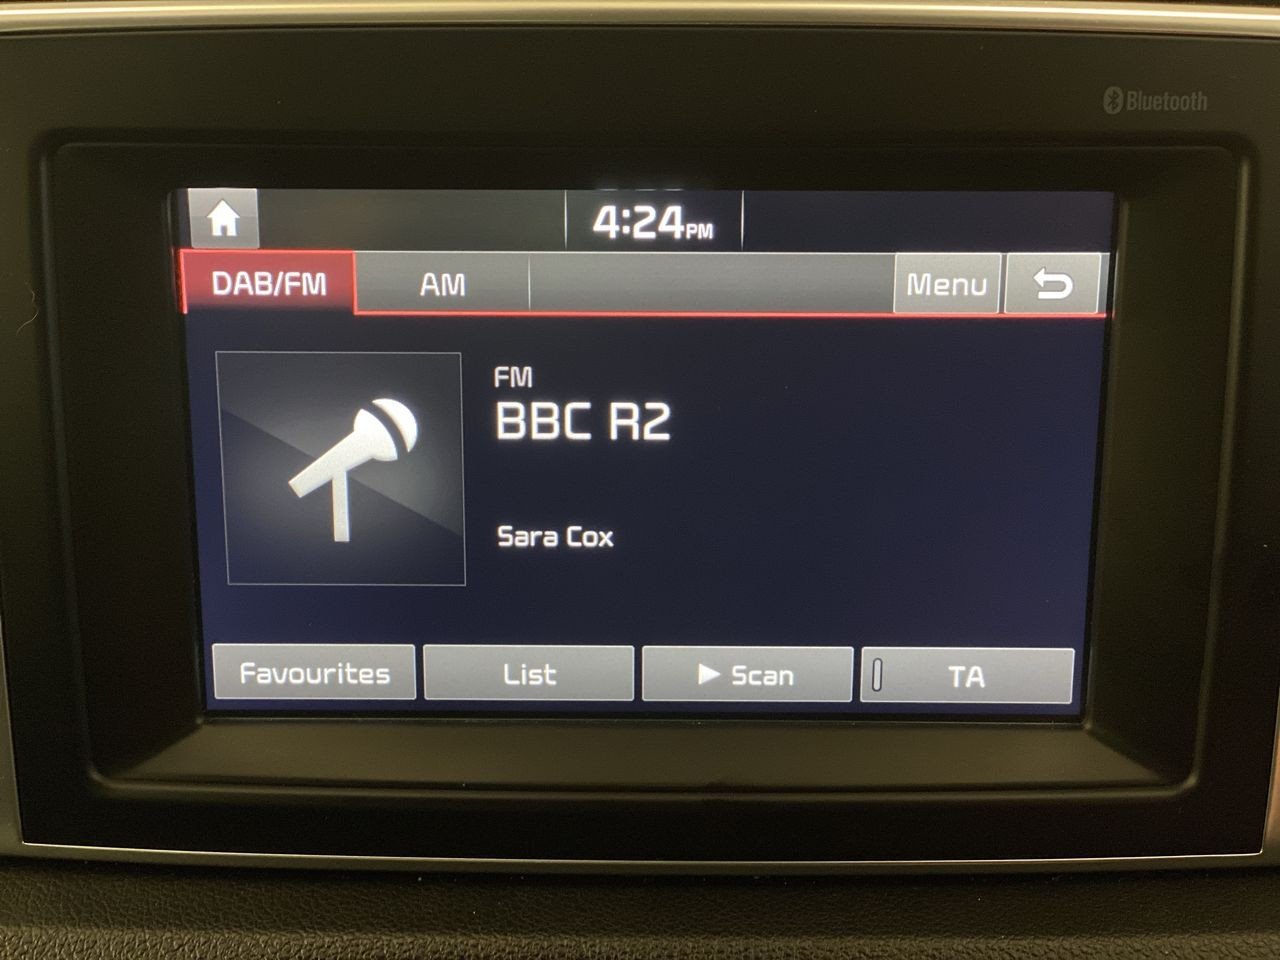 Bluetooth
4:24PM
DAB/FM AM Menu
FM
BBC R2
Sara Cox
Favourites List Scan TA